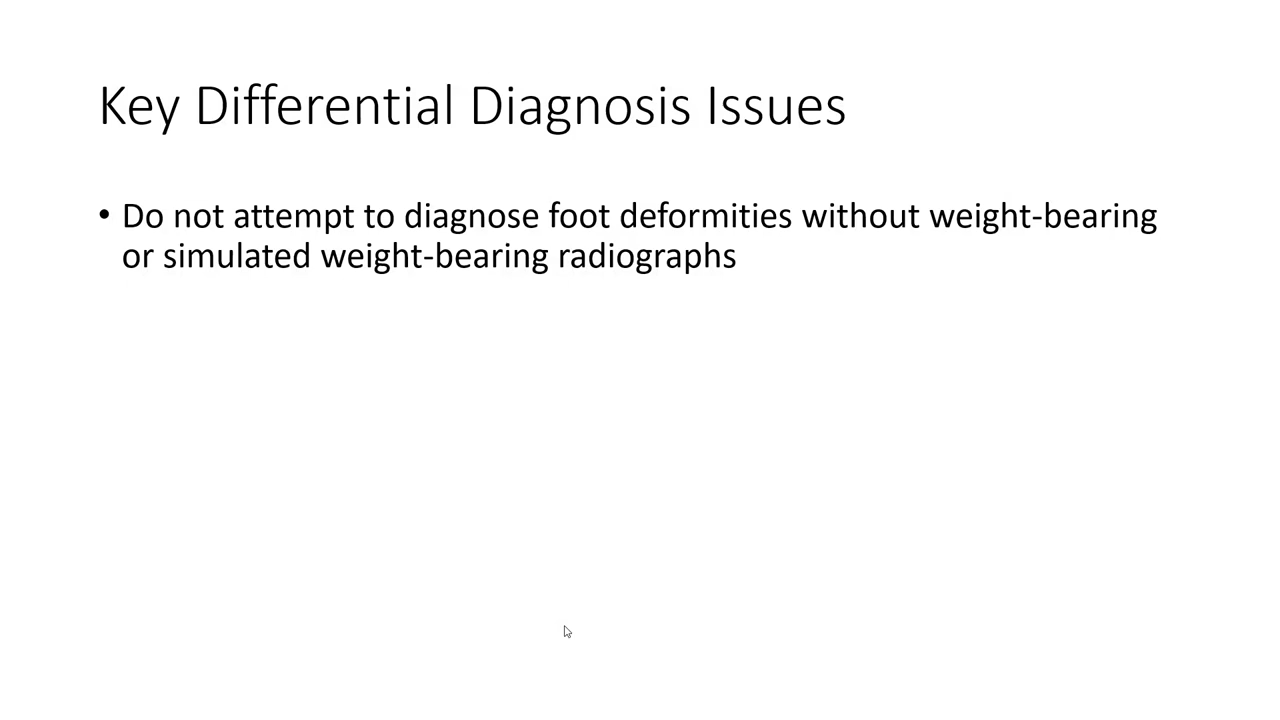 Key Differential Diagnosis Issues
• Do not attempt to diagnose foot deformities without weight-bearing
or simulated weight-bearing radiographs